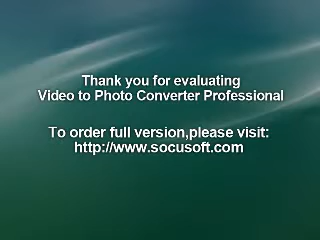 Thank you for evaluating
Video to Photo Converter Professional
To order full version,please visit:
http://www.socusoft.com